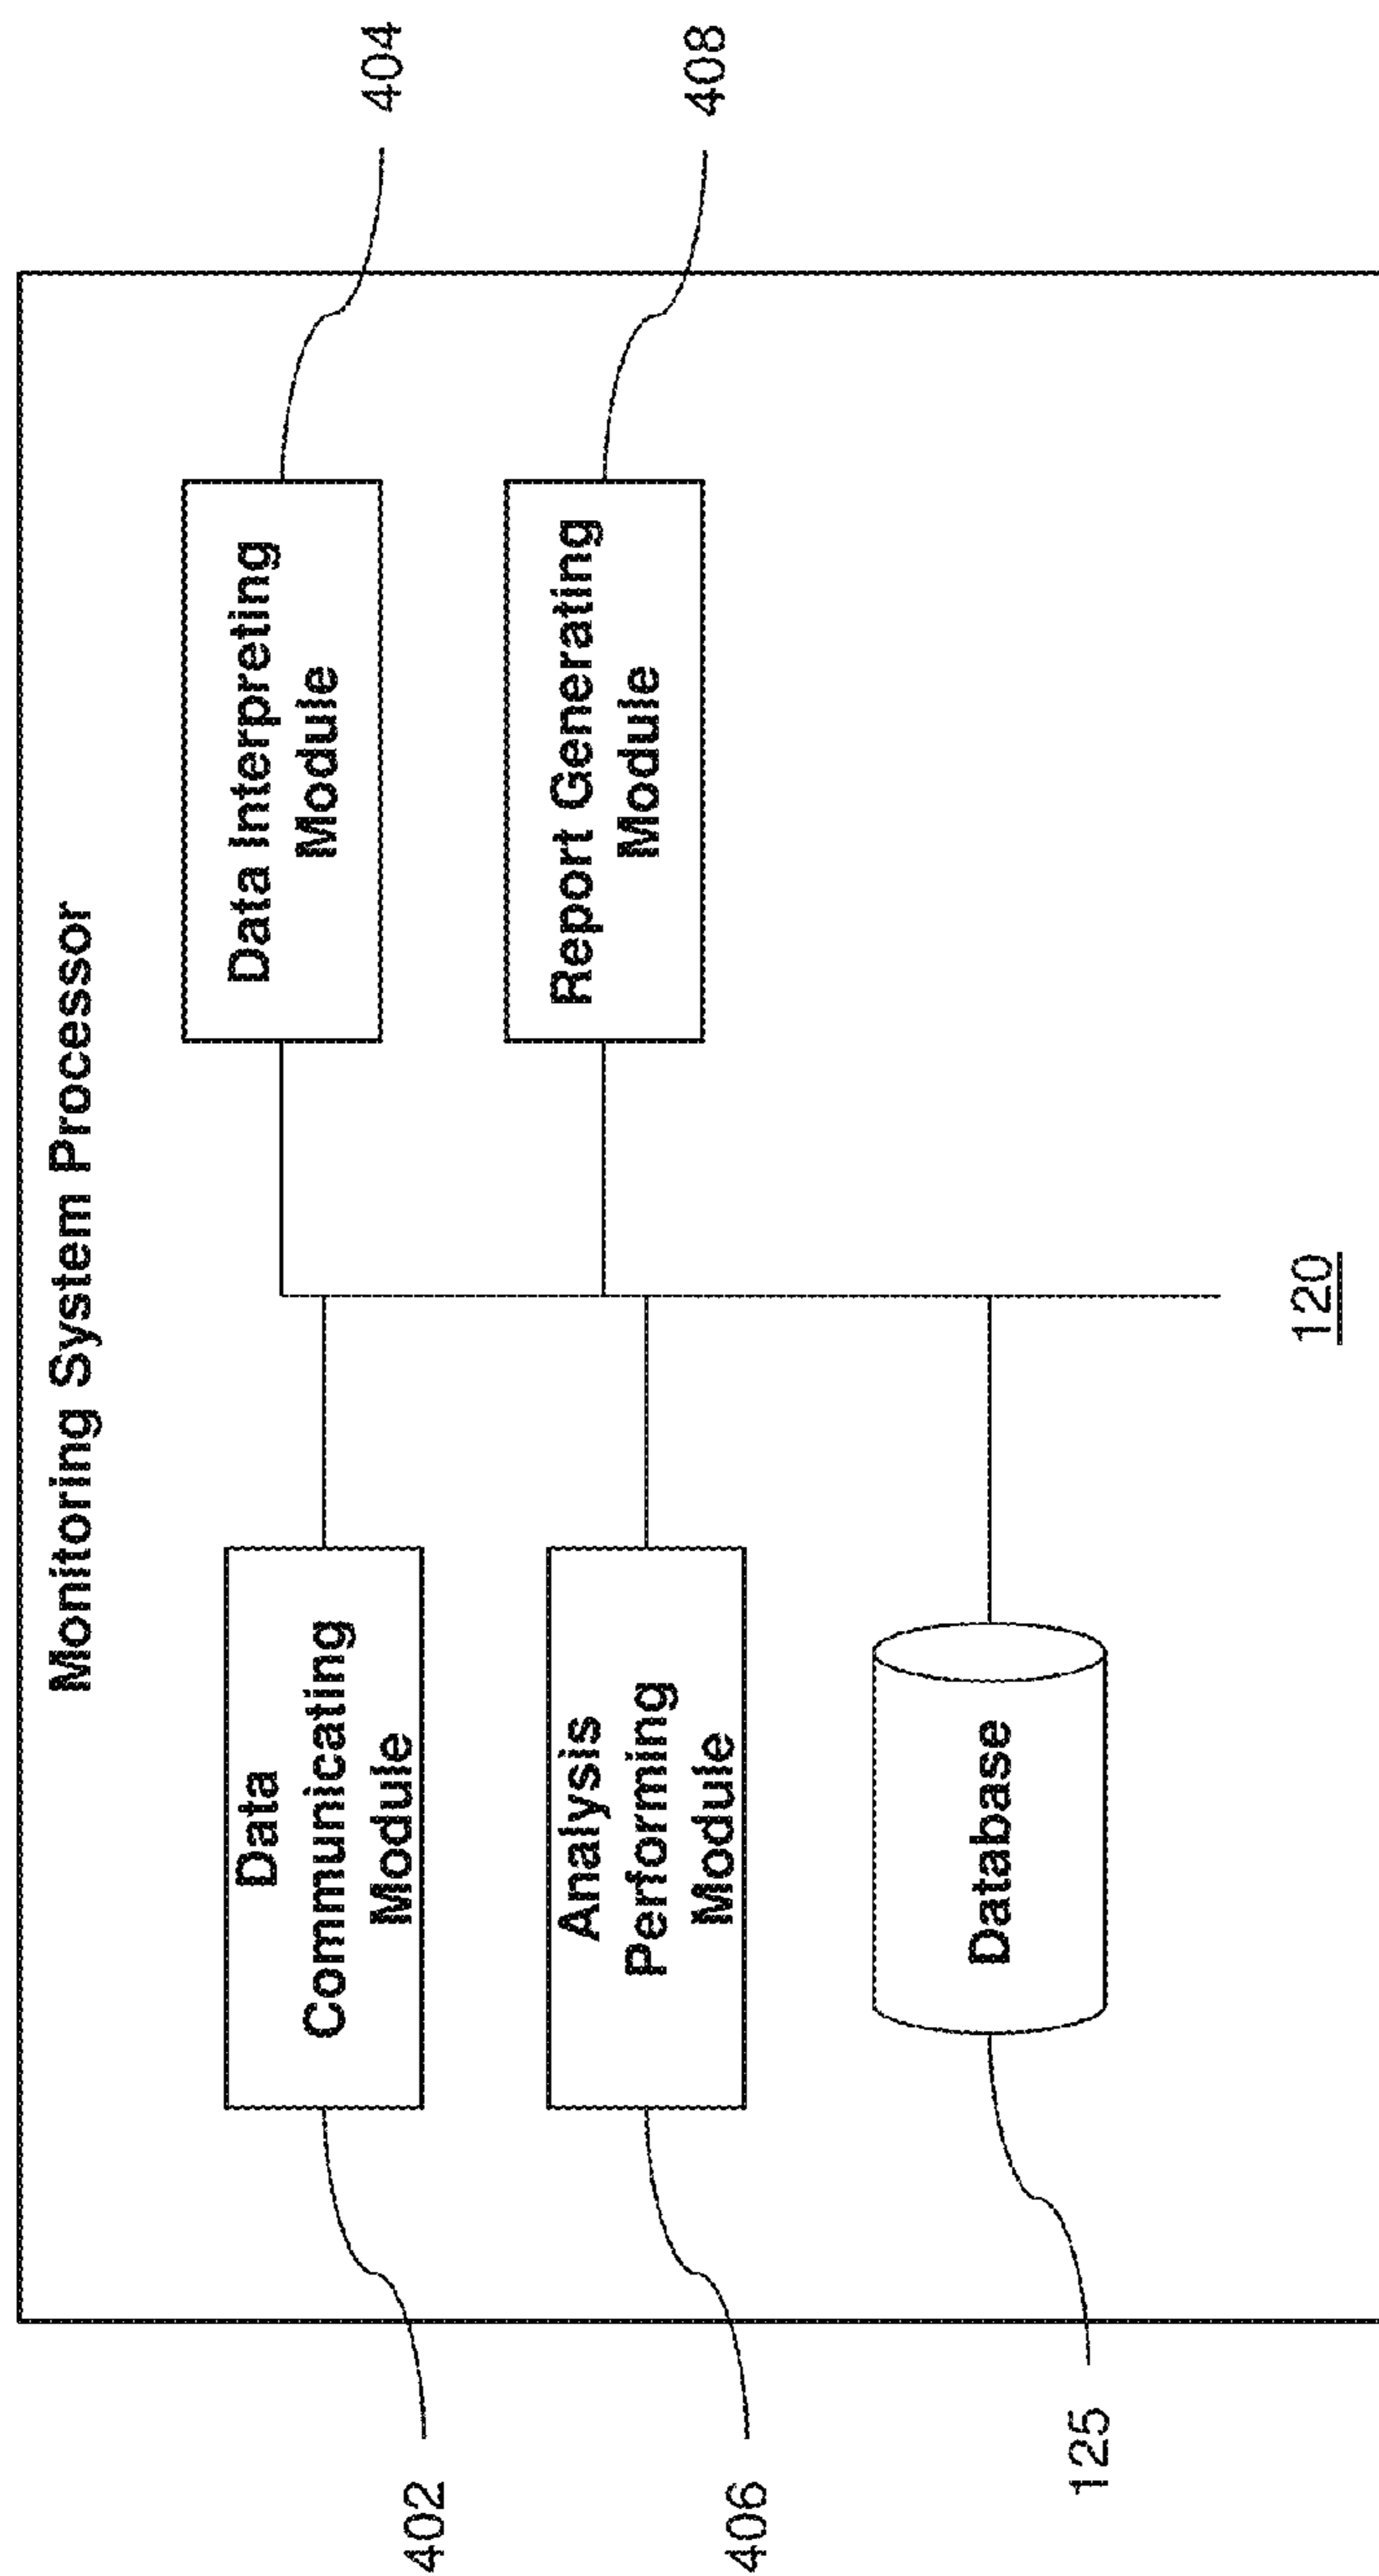 Monitoring System Processor
402
Data
Communicating
Module
Data Interpreting
Module
404
406
Analysis
Performing
Module
Report Generating
Module
408
125
Database
120